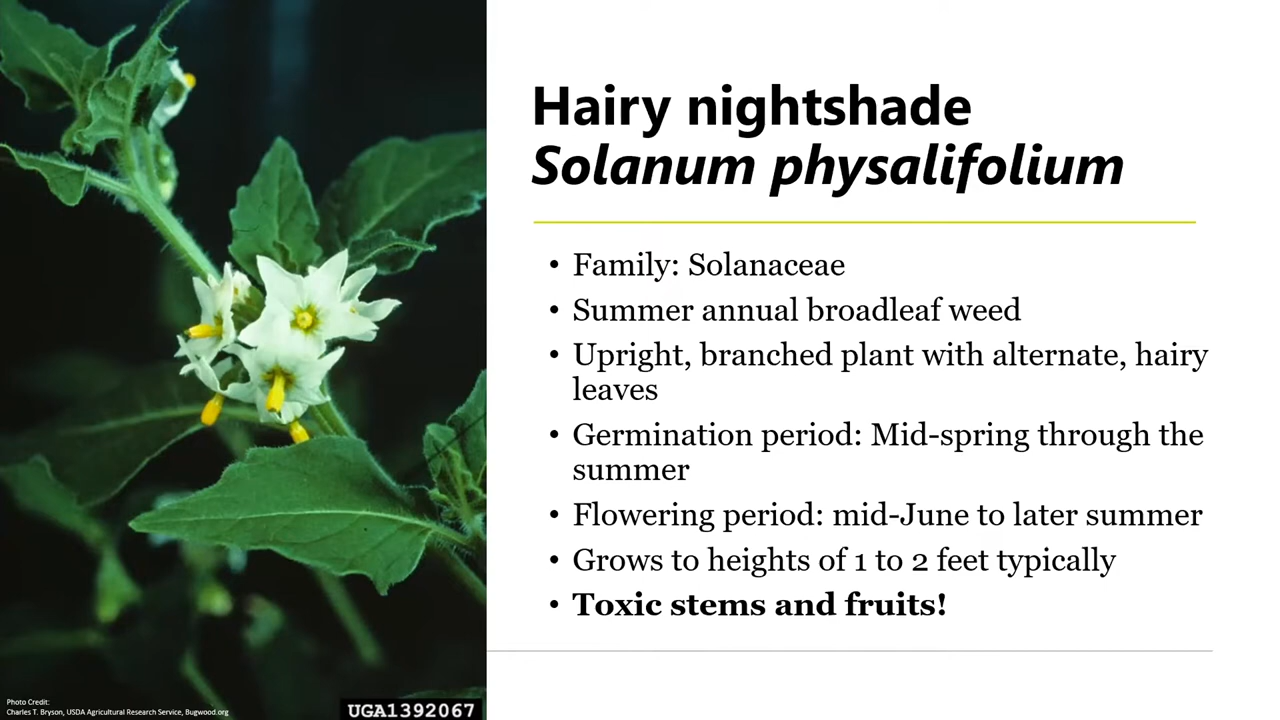 Hairy nightshade
Solanum physalifolium
• Family: Solanaceae
• Summer annual broadleaf weed
• Upright, branched plant with alternate, hairy
leaves
• Germination period: Mid-spring through the
summer
• Flowering period: mid-June to later summer
• Grows to heights of 1 to 2 feet typically
• Toxic stems and fruits!
Photo Credit:
Charles T. Bryson, USDA Agricultural Research Service, Bugwood.org
UGA1392067